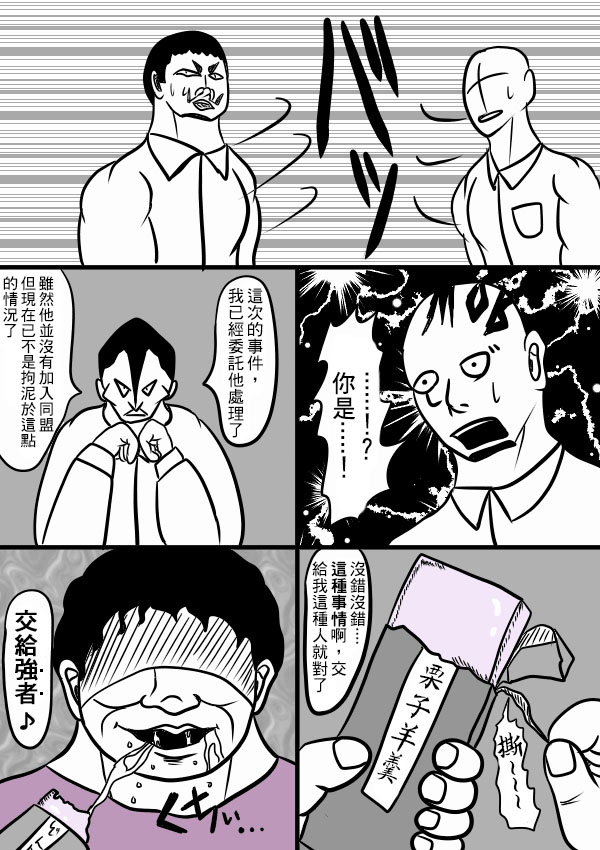 バッ
……！？
你是……！
這次的事件，
我已經委託他處理了
雖然他並沒有加入同盟
但現在已不是拘泥於這點
的情況了
沒錯沒錯…
這種事情啊，交
給我這種人就對了
栗子羊羹
撕～～～
交給強者♪
くちゃ…